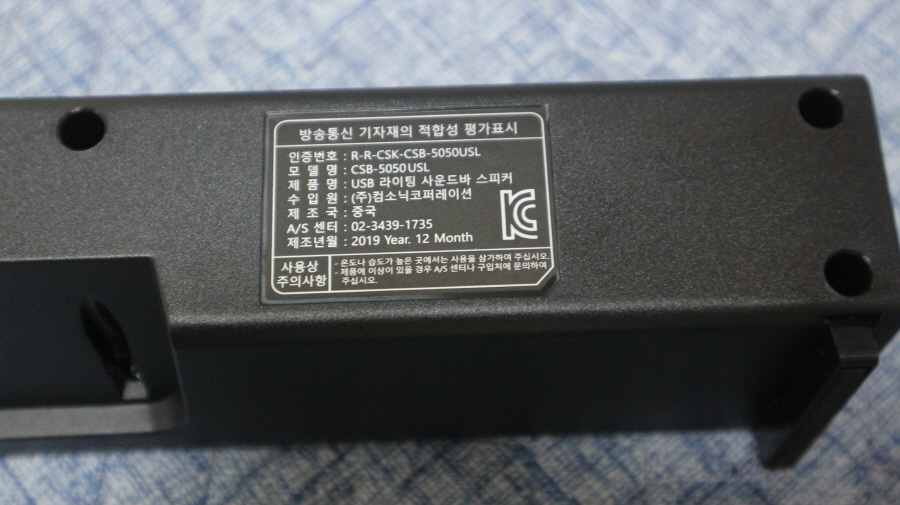 방송통신 기자재의 적합성 평가표시
인증번호 : R-R-CSK-CSB-5050USL
모 델 명 : CSB-5050USL
제 품 명 : USB 라이팅 사운드바 스피커
수 입 원 : (주)컴소닉코퍼레이션
제 조 국 : 중국
A/S 센터 : 02-3439-1735
제조년월 : 2019 Year. 12 Month
사용상
주의사항
- 온도나 습도가 높은 곳에서는 사용을 삼가하여 주십시오.
- 제품에 이상이 있을 경우 A/S 센터나 구입처에 문의하여
주십시오.